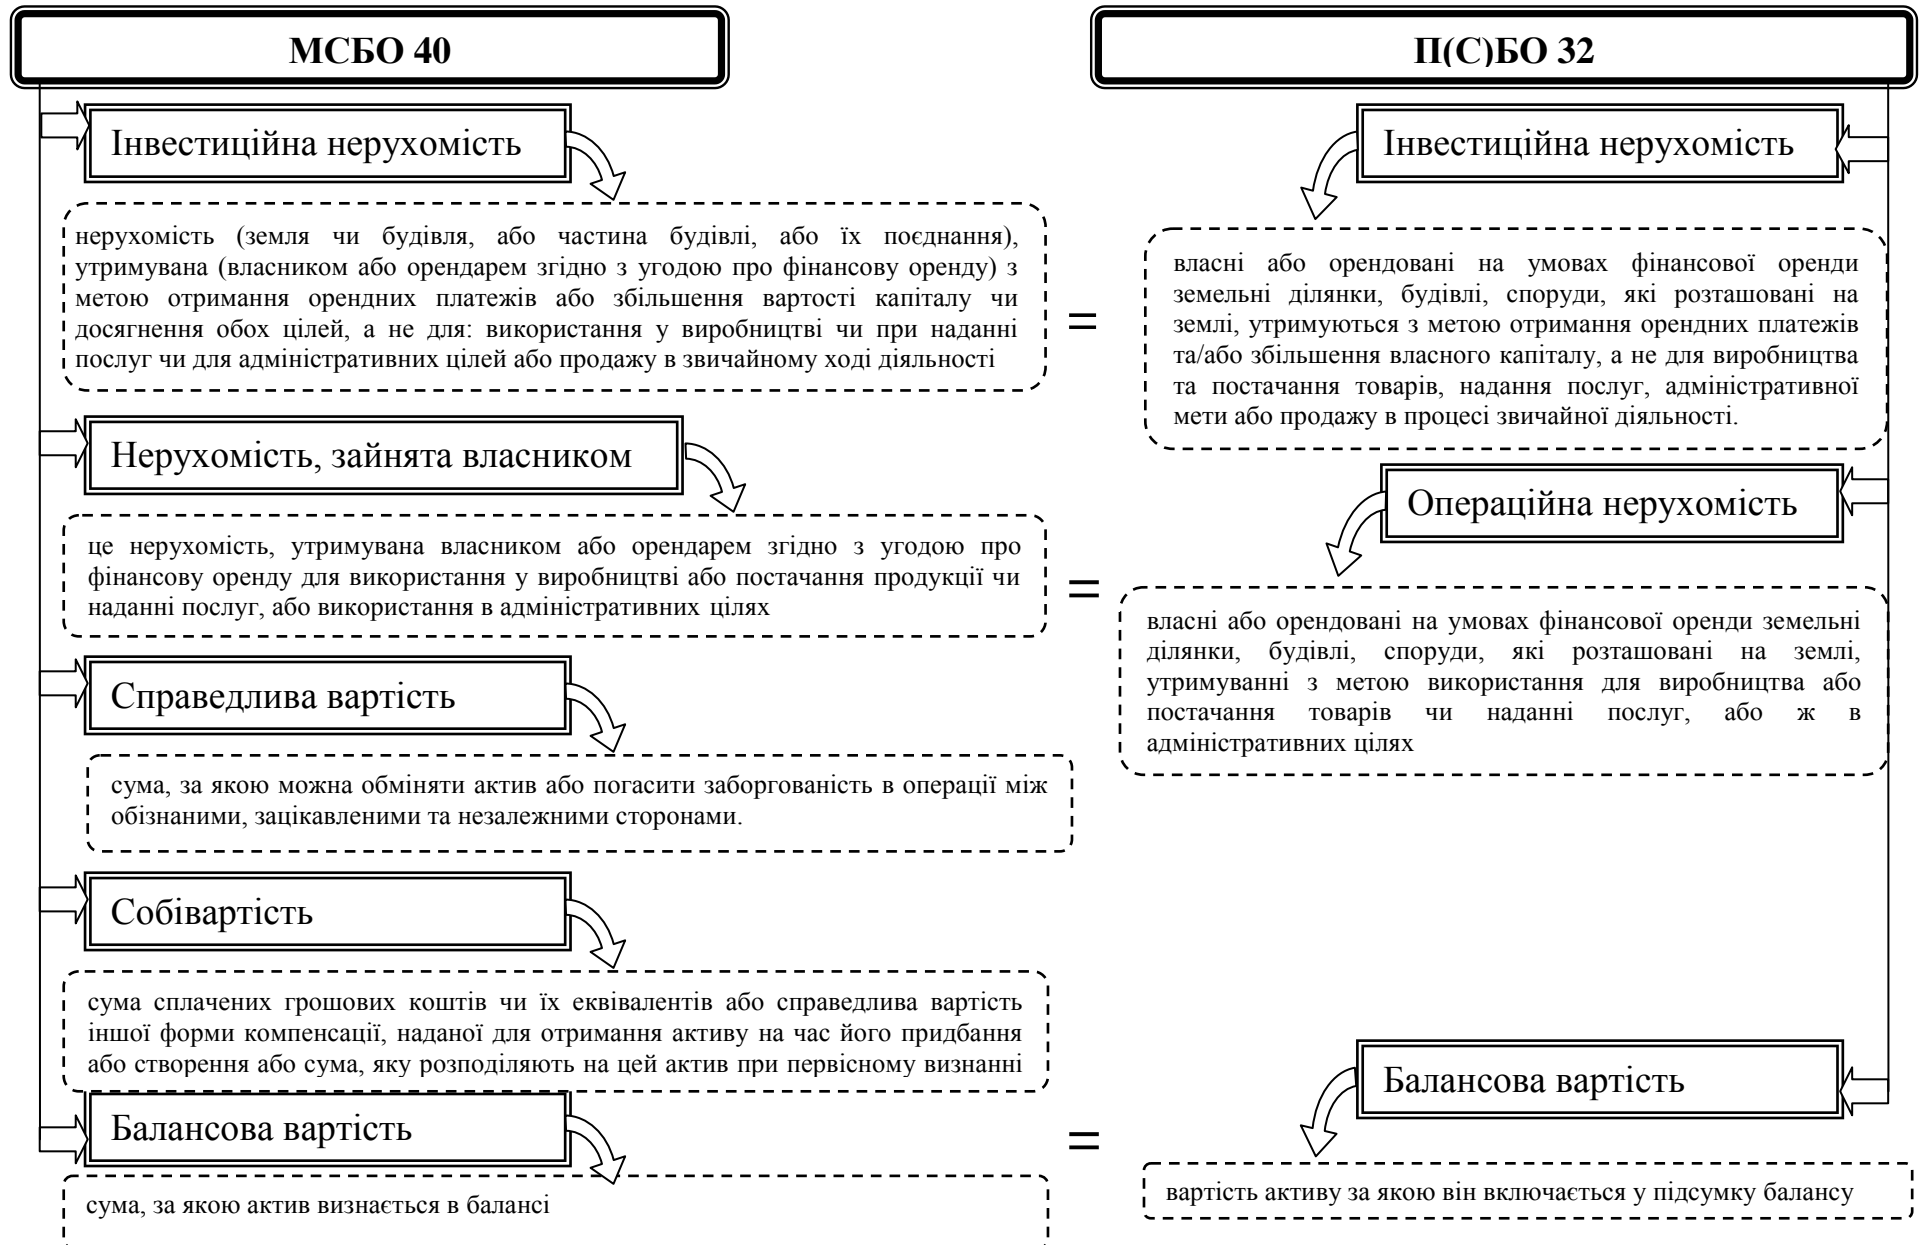 МСБО 40
Інвестиційна нерухомість
нерухомість (земля чи будівля, або частина будівлі, або їх поєднання),
утримувана (власником або орендарем згідно з угодою про фінансову оренду) з
метою отримання орендних платежів або збільшення вартості капіталу чи
досягнення обох цілей, а не для: використання у виробництві чи при наданні
послуг чи для адміністративних цілей або продажу в звичайному ході діяльності
Нерухомість, зайнята власником
це нерухомість, утримувана власником або орендарем згідно з угодою про
фінансову оренду для використання у виробництві або постачання продукції чи
наданні послуг, або використання в адміністративних цілях
Справедлива вартість
сума, за якою можна обміняти актив або погасити заборгованість в операції між
обізнаними, зацікавленими та незалежними сторонами.
Собівартість
сума сплачених грошових коштів чи їх еквівалентів або справедлива вартість
іншої форми компенсації, наданої для отримання активу на час його придбання
або створення або сума, яку розподіляють на цей актив при первісному визнанні
Балансова вартість
сума, за якою актив визнається в балансі
=
=
=
П(С)БО 32
Інвестиційна нерухомість
власні або орендовані на умовах фінансової оренди
земельні ділянки, будівлі, споруди, які розташовані на
землі, утримуються з метою отримання орендних платежів
та/або збільшення власного капіталу, а не для виробництва
та постачання товарів, надання послуг, адміністративної
мети або продажу в процесі звичайної діяльності.
Операційна нерухомість
власні або орендовані на умовах фінансової оренди земельні
ділянки, будівлі, споруди, які розташовані на землі,
утримуванні з метою використання для виробництва або
постачання товарів чи наданні послуг, або ж в
адміністративних цілях
Балансова вартість
вартість активу за якою він включається у підсумку балансу